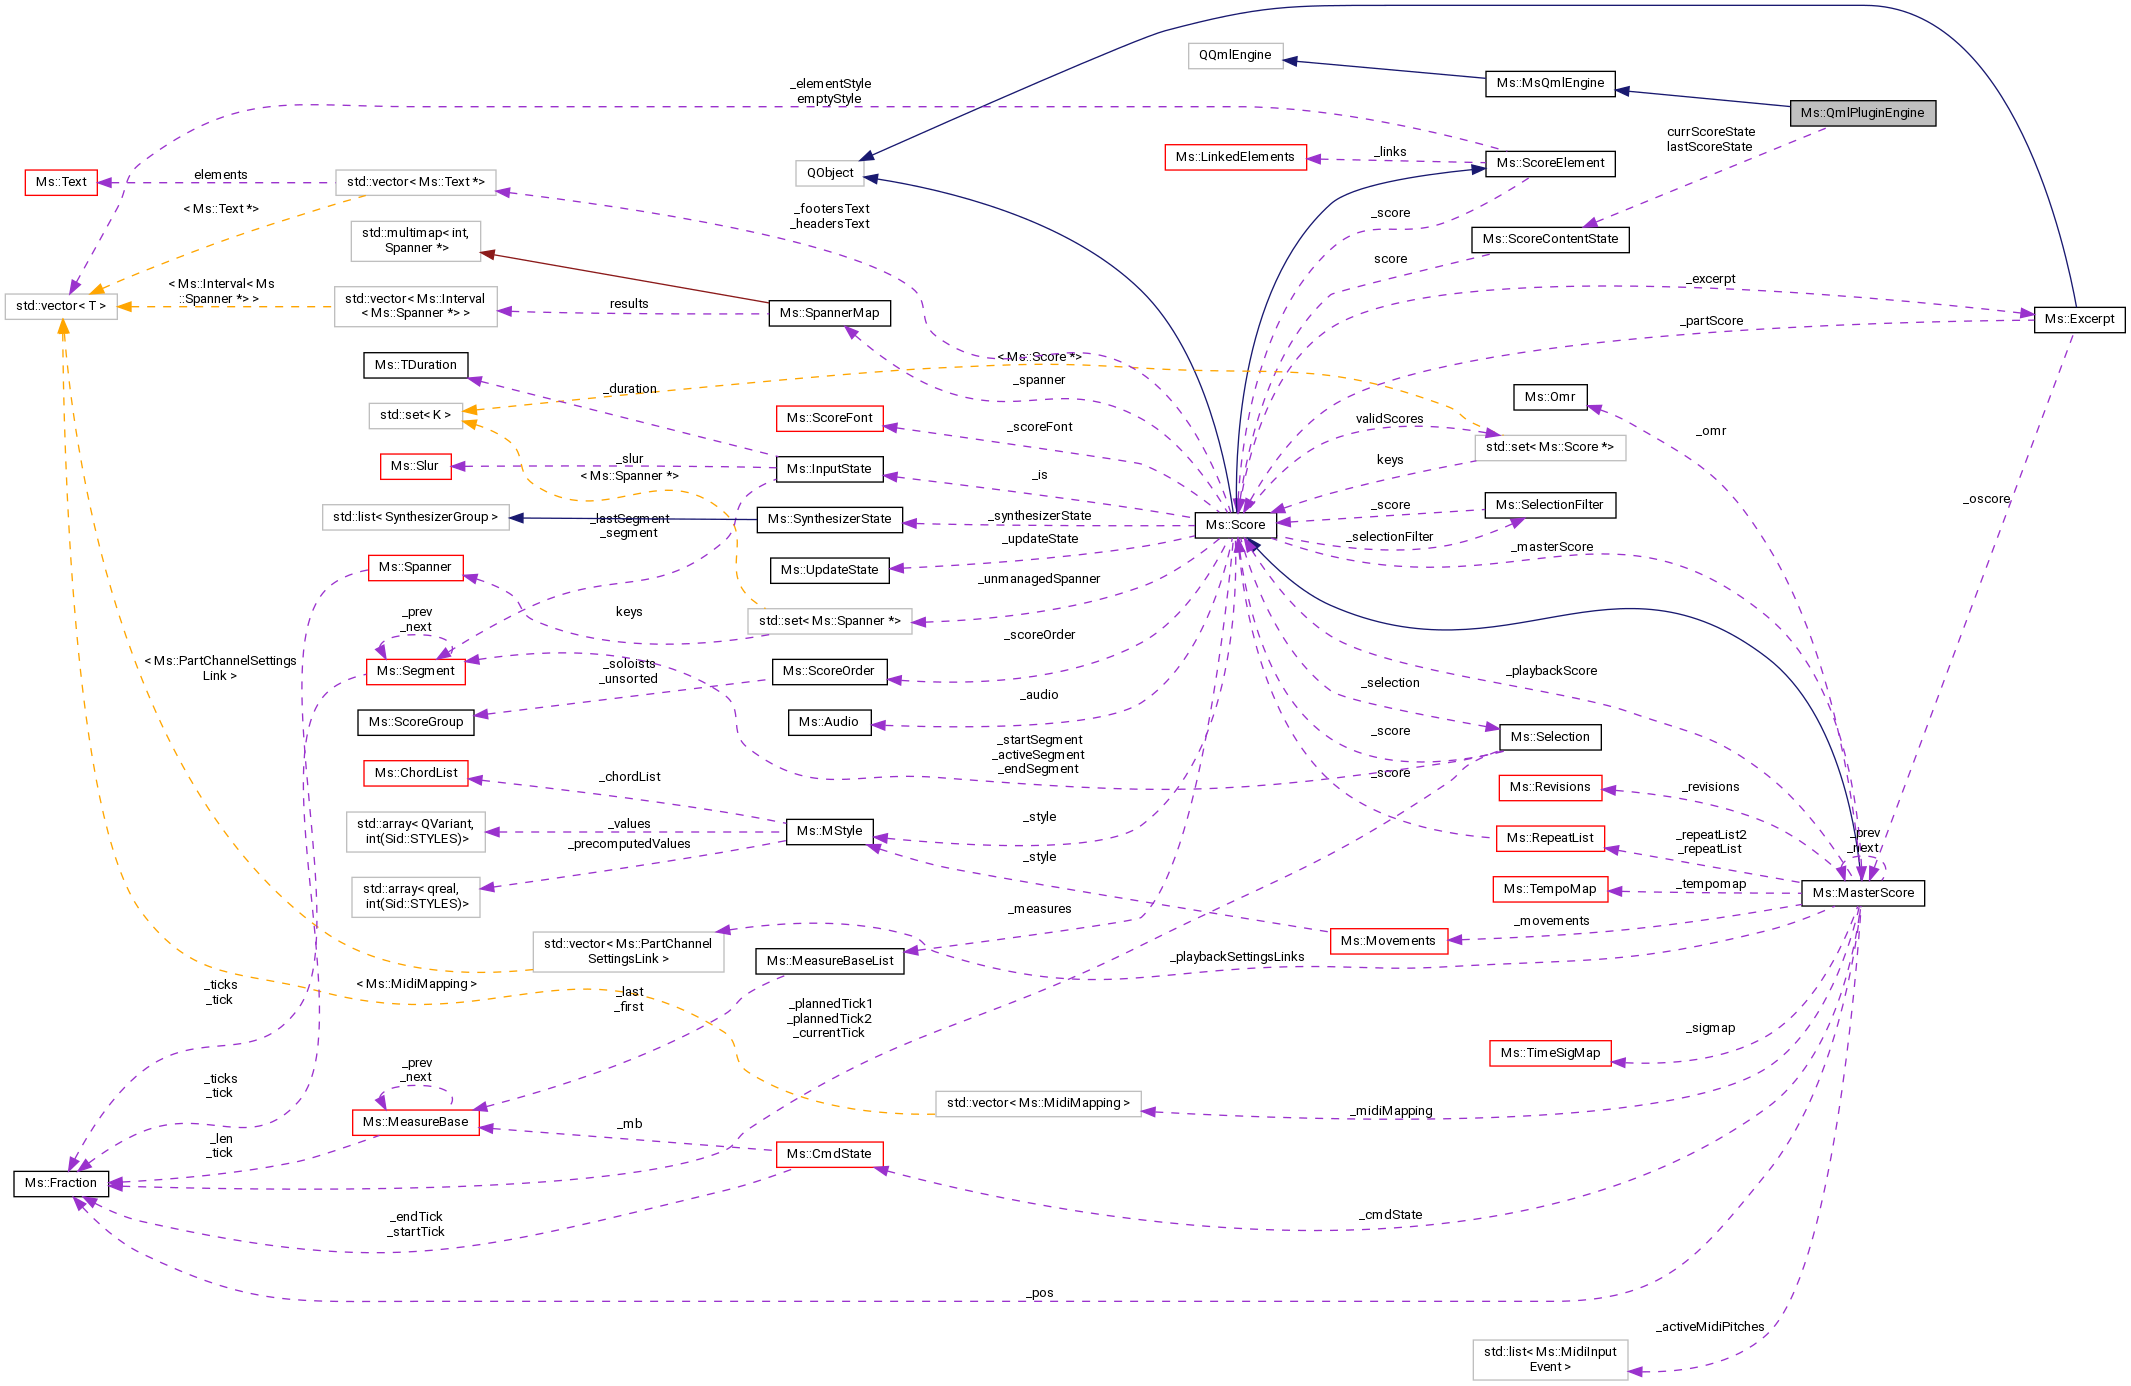 QQmlEngine
Ms::MsQmlEngine
_elementStyle
emptyStyle
Ms::QmlPluginEngine
currScoreState
lastScoreState
Ms::LinkedElements
_links
Ms::ScoreElement
QObject
Ms::Text
elements
std::vector< Ms::Text *>
< Ms::Text *>
_footersText
_headersText
_score
std::multimap< int,
Spanner *>
Ms::ScoreContentState
score
< Ms::Interval< Ms
::Spanner *> >
std::vector< T >
std::vector< Ms::Interval
< Ms::Spanner *> >
results
Ms::SpannerMap
_excerpt
_partScore
Ms::Excerpt
Ms::TDuration
< Ms::Score *>
_spanner
_duration
Ms::Omr
std::set< K >
Ms::ScoreFont
_scoreFont
validScores
_omr
std::set< Ms::Score *>
Ms::Slur
_slur
Ms::InputState
keys
< Ms::Spanner *>
_is
_oscore
std::list< SynthesizerGroup >
_lastSegment
_segment
Ms::SynthesizerState
_synthesizerState
Ms::Score
_score
Ms::SelectionFilter
_selectionFilter
_updateState
_masterScore
Ms::Spanner
Ms::UpdateState
_unmanagedSpanner
_prev
_next
keys
std::set< Ms::Spanner *>
_scoreOrder
< Ms::PartChannelSettings
Link >
Ms::Segment
_soloists
_unsorted
Ms::ScoreOrder
_playbackScore
_selection
_audio
Ms::ScoreGroup
Ms::Audio
_startSegment
_activeSegment
_endSegment
_score
Ms::Selection
Ms::ChordList
_chordList
_score
Ms::Revisions
_revisions
std::array< QVariant,
int(Sid::STYLES)>
_values
_precomputedValues
Ms::MStyle
_style
_style
Ms::RepeatList
_repeatList2
_repeatList
_prev
_next
std::array< qreal,
int(Sid::STYLES)>
Ms::TempoMap
_tempomap
Ms::MasterScore
_measures
_movements
Ms::Movements
std::vector< Ms::PartChannel
SettingsLink >
Ms::MeasureBaseList
_playbackSettingsLinks
_ticks
_tick
< Ms::MidiMapping >
_last
_first
_plannedTick1
_plannedTick2
_currentTick
_sigmap
Ms::TimeSigMap
_ticks
_tick
_prev
_next
std::vector< Ms::MidiMapping >
_midiMapping
Ms::MeasureBase
_mb
_len
_tick
Ms::CmdState
Ms::Fraction
_endTick
_startTick
_cmdState
_pos
_activeMidiPitches
std::list< Ms::MidiInput
Event >